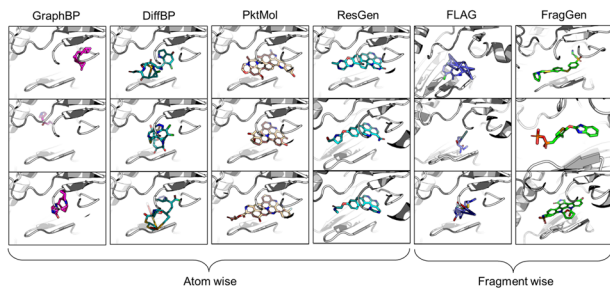 GraphBP DiffBP PktMol ResGen FLAG FragGen
Atom wise Fragment wise